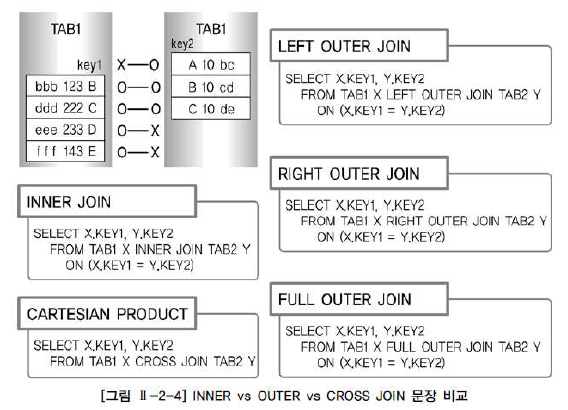 TAB1
key1
bbb 123 B
ddd 222 C
eee 233 D
fff 143 E
X—O
O—O
O—O
O—X
O—X
TAB1
key2
A 10 bc
B 10 cd
C 10 de
LEFT OUTER JOIN
SELECT X.KEY1, Y.KEY2
FROM TAB1 X LEFT OUTER JOIN TAB2 Y
ON (X.KEY1 = Y.KEY2)
RIGHT OUTER JOIN
SELECT X.KEY1, Y.KEY2
FROM TAB1 X RIGHT OUTER JOIN TAB2 Y
ON (X.KEY1 = Y.KEY2)
INNER JOIN
SELECT X.KEY1, Y.KEY2
FROM TAB1 X INNER JOIN TAB2 Y
ON (X.KEY1 = Y.KEY2)
FULL OUTER JOIN
SELECT X.KEY1, Y.KEY2
FROM TAB1 X FULL OUTER JOIN TAB2 Y
ON (X.KEY1 = Y.KEY2)
CARTESIAN PRODUCT
SELECT X.KEY1, Y.KEY2
FROM TAB1 X CROSS JOIN TAB2 Y
[그림 Ⅱ-2-4] INNER vs OUTER vs CROSS JOIN 문장 비교